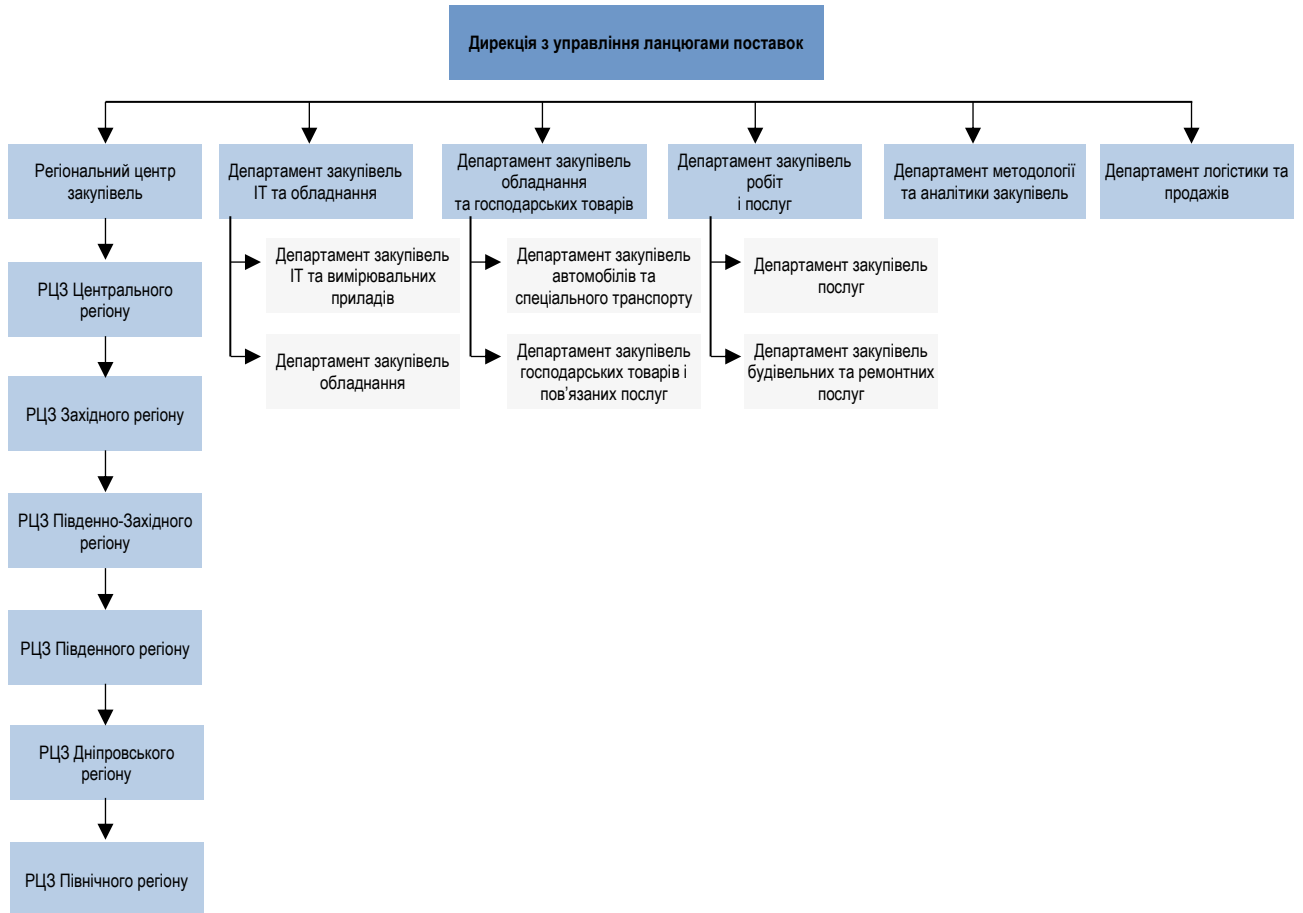 Дирекція з управління ланцюгами поставок
Регіональний центр
закупівель
Департамент закупівель
ІТ та обладнання
Департамент закупівель
обладнання
та господарських товарів
Департамент закупівель
робіт
і послуг
Департамент методології
та аналітики закупівель
Департамент логістики та
продажів
РЦЗ Центрального
регіону
РЦЗ Західного регіону
РЦЗ Південно-Західного
регіону
РЦЗ Південного регіону
РЦЗ Дніпровського
регіону
РЦЗ Північного регіону
Департамент закупівель
ІТ та вимірювальних
приладів
Департамент закупівель
обладнання
Департамент закупівель
автомобілів та
спеціального транспорту
Департамент закупівель
господарських товарів і
пов’язаних послуг
Департамент закупівель
послуг
Департамент закупівель
будівельних та ремонтних
послуг